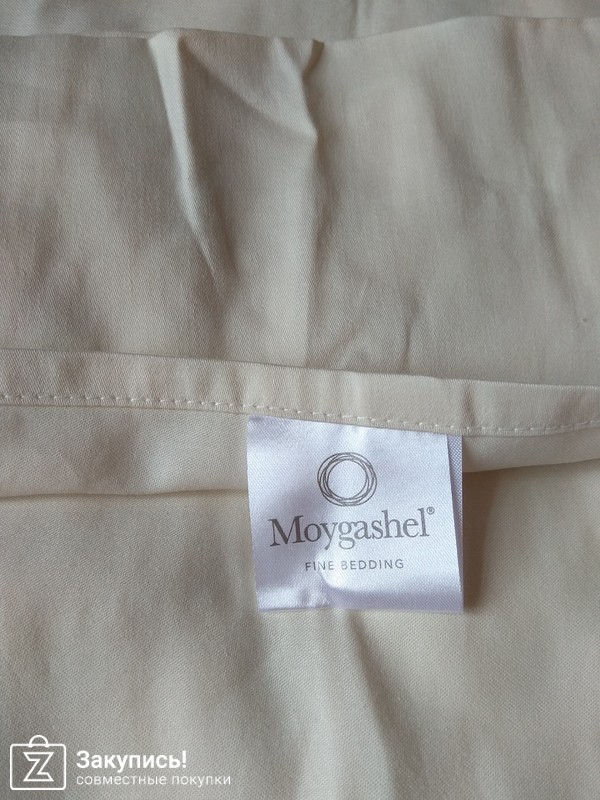 Moygashel®
FINE BEDDING
Закупись!
совместные покупки